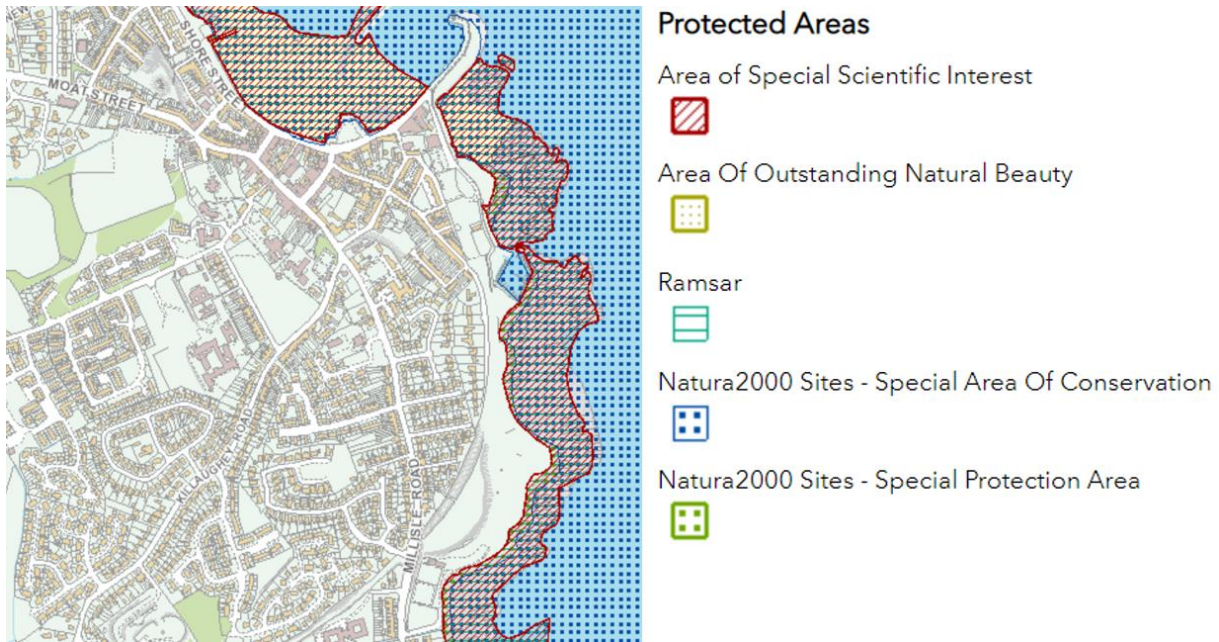 NEW
SHORE STREET
MOAT STREET
KILLAUGHEY ROAD
MILLISLE ROAD
Protected Areas
Area of Special Scientific Interest
Area Of Outstanding Natural Beauty
Ramsar
Natura2000 Sites - Special Area Of Conservation
Natura2000 Sites - Special Protection Area